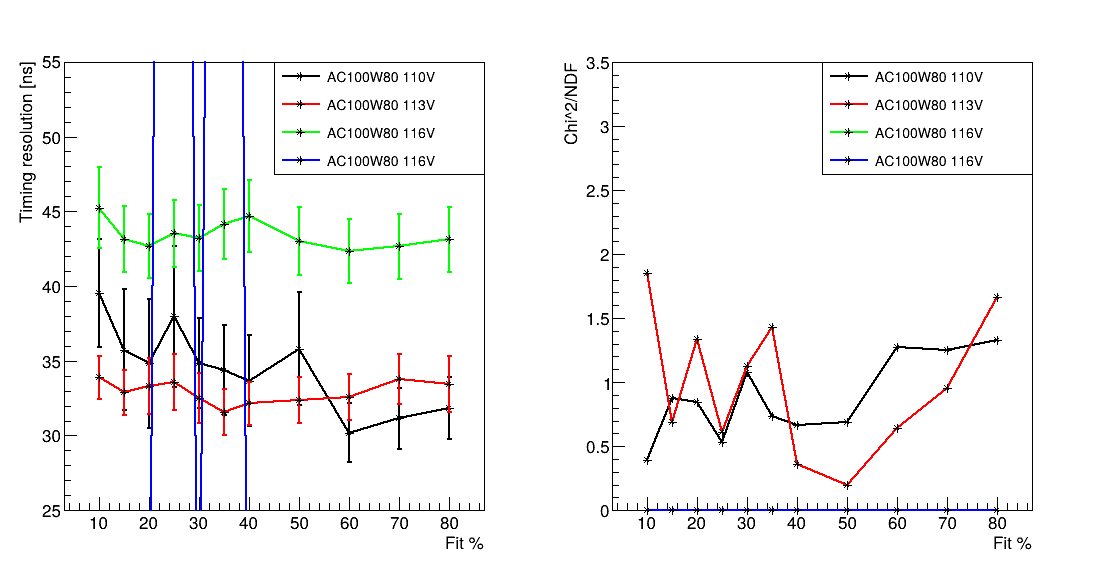 Timing resolution [ns]
55
50
45
40
35
30
25
10 20 30 40 50 60 70 80
Fit %
AC100W80 110V
AC100W80 113V
AC100W80 116V
AC100W80 116V
Chi^2/NDF
3.5
3
2.5
2
1.5
1
0.5
0
10 20 30 40 50 60 70 80
Fit %
AC100W80 110V
AC100W80 113V
AC100W80 116V
AC100W80 116V